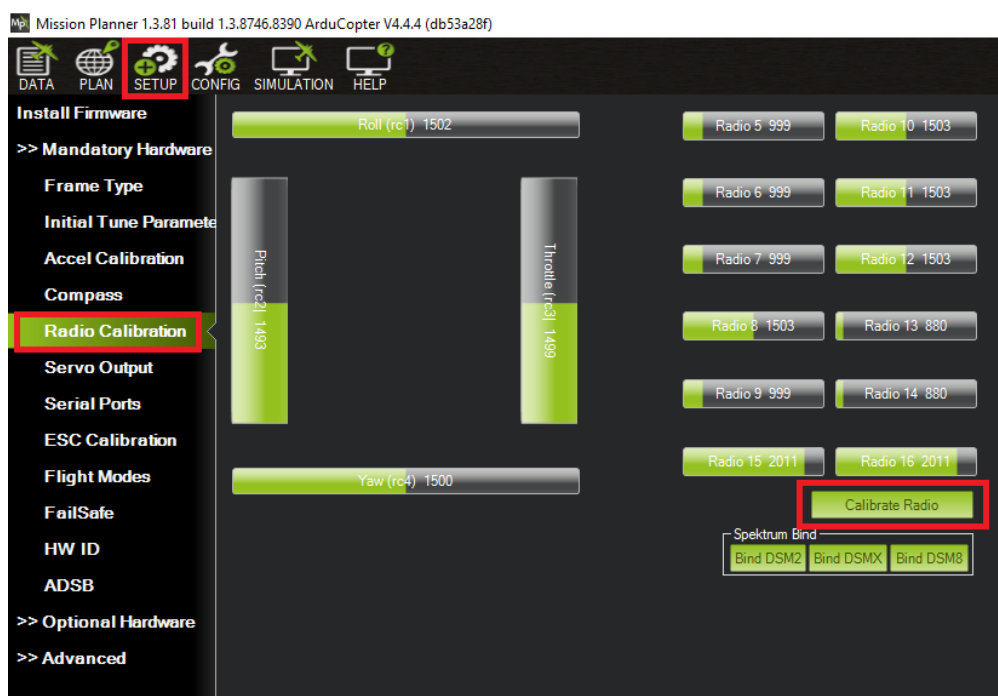 Mission Planner 1.3.81 build 1.3.8746.8390 ArduCopter V4.4.4 (db53a28f)
DATA PLAN SETUP CONFIG SIMULATION HELP
Install Firmware
>> Mandatory Hardware
Frame Type
Initial Tune Paramete
Accel Calibration
Compass
Radio Calibration
Servo Output
Serial Ports
ESC Calibration
Flight Modes
FailSafe
HW ID
ADSB
>> Optional Hardware
>> Advanced
Roll (rc1) 1502
Pitch (rc2) 1493
Throttle (rc3) 1499
Yaw (rc4) 1500
Radio 5 999 Radio 10 1503
Radio 6 999 Radio 11 1503
Radio 7 999 Radio 12 1503
Radio 8 1503 Radio 13 880
Radio 9 999 Radio 14 880
Radio 15 2011 Radio 16 2011
Calibrate Radio
Spektrum Bind
Bind DSM2 Bind DSMX Bind DSM8